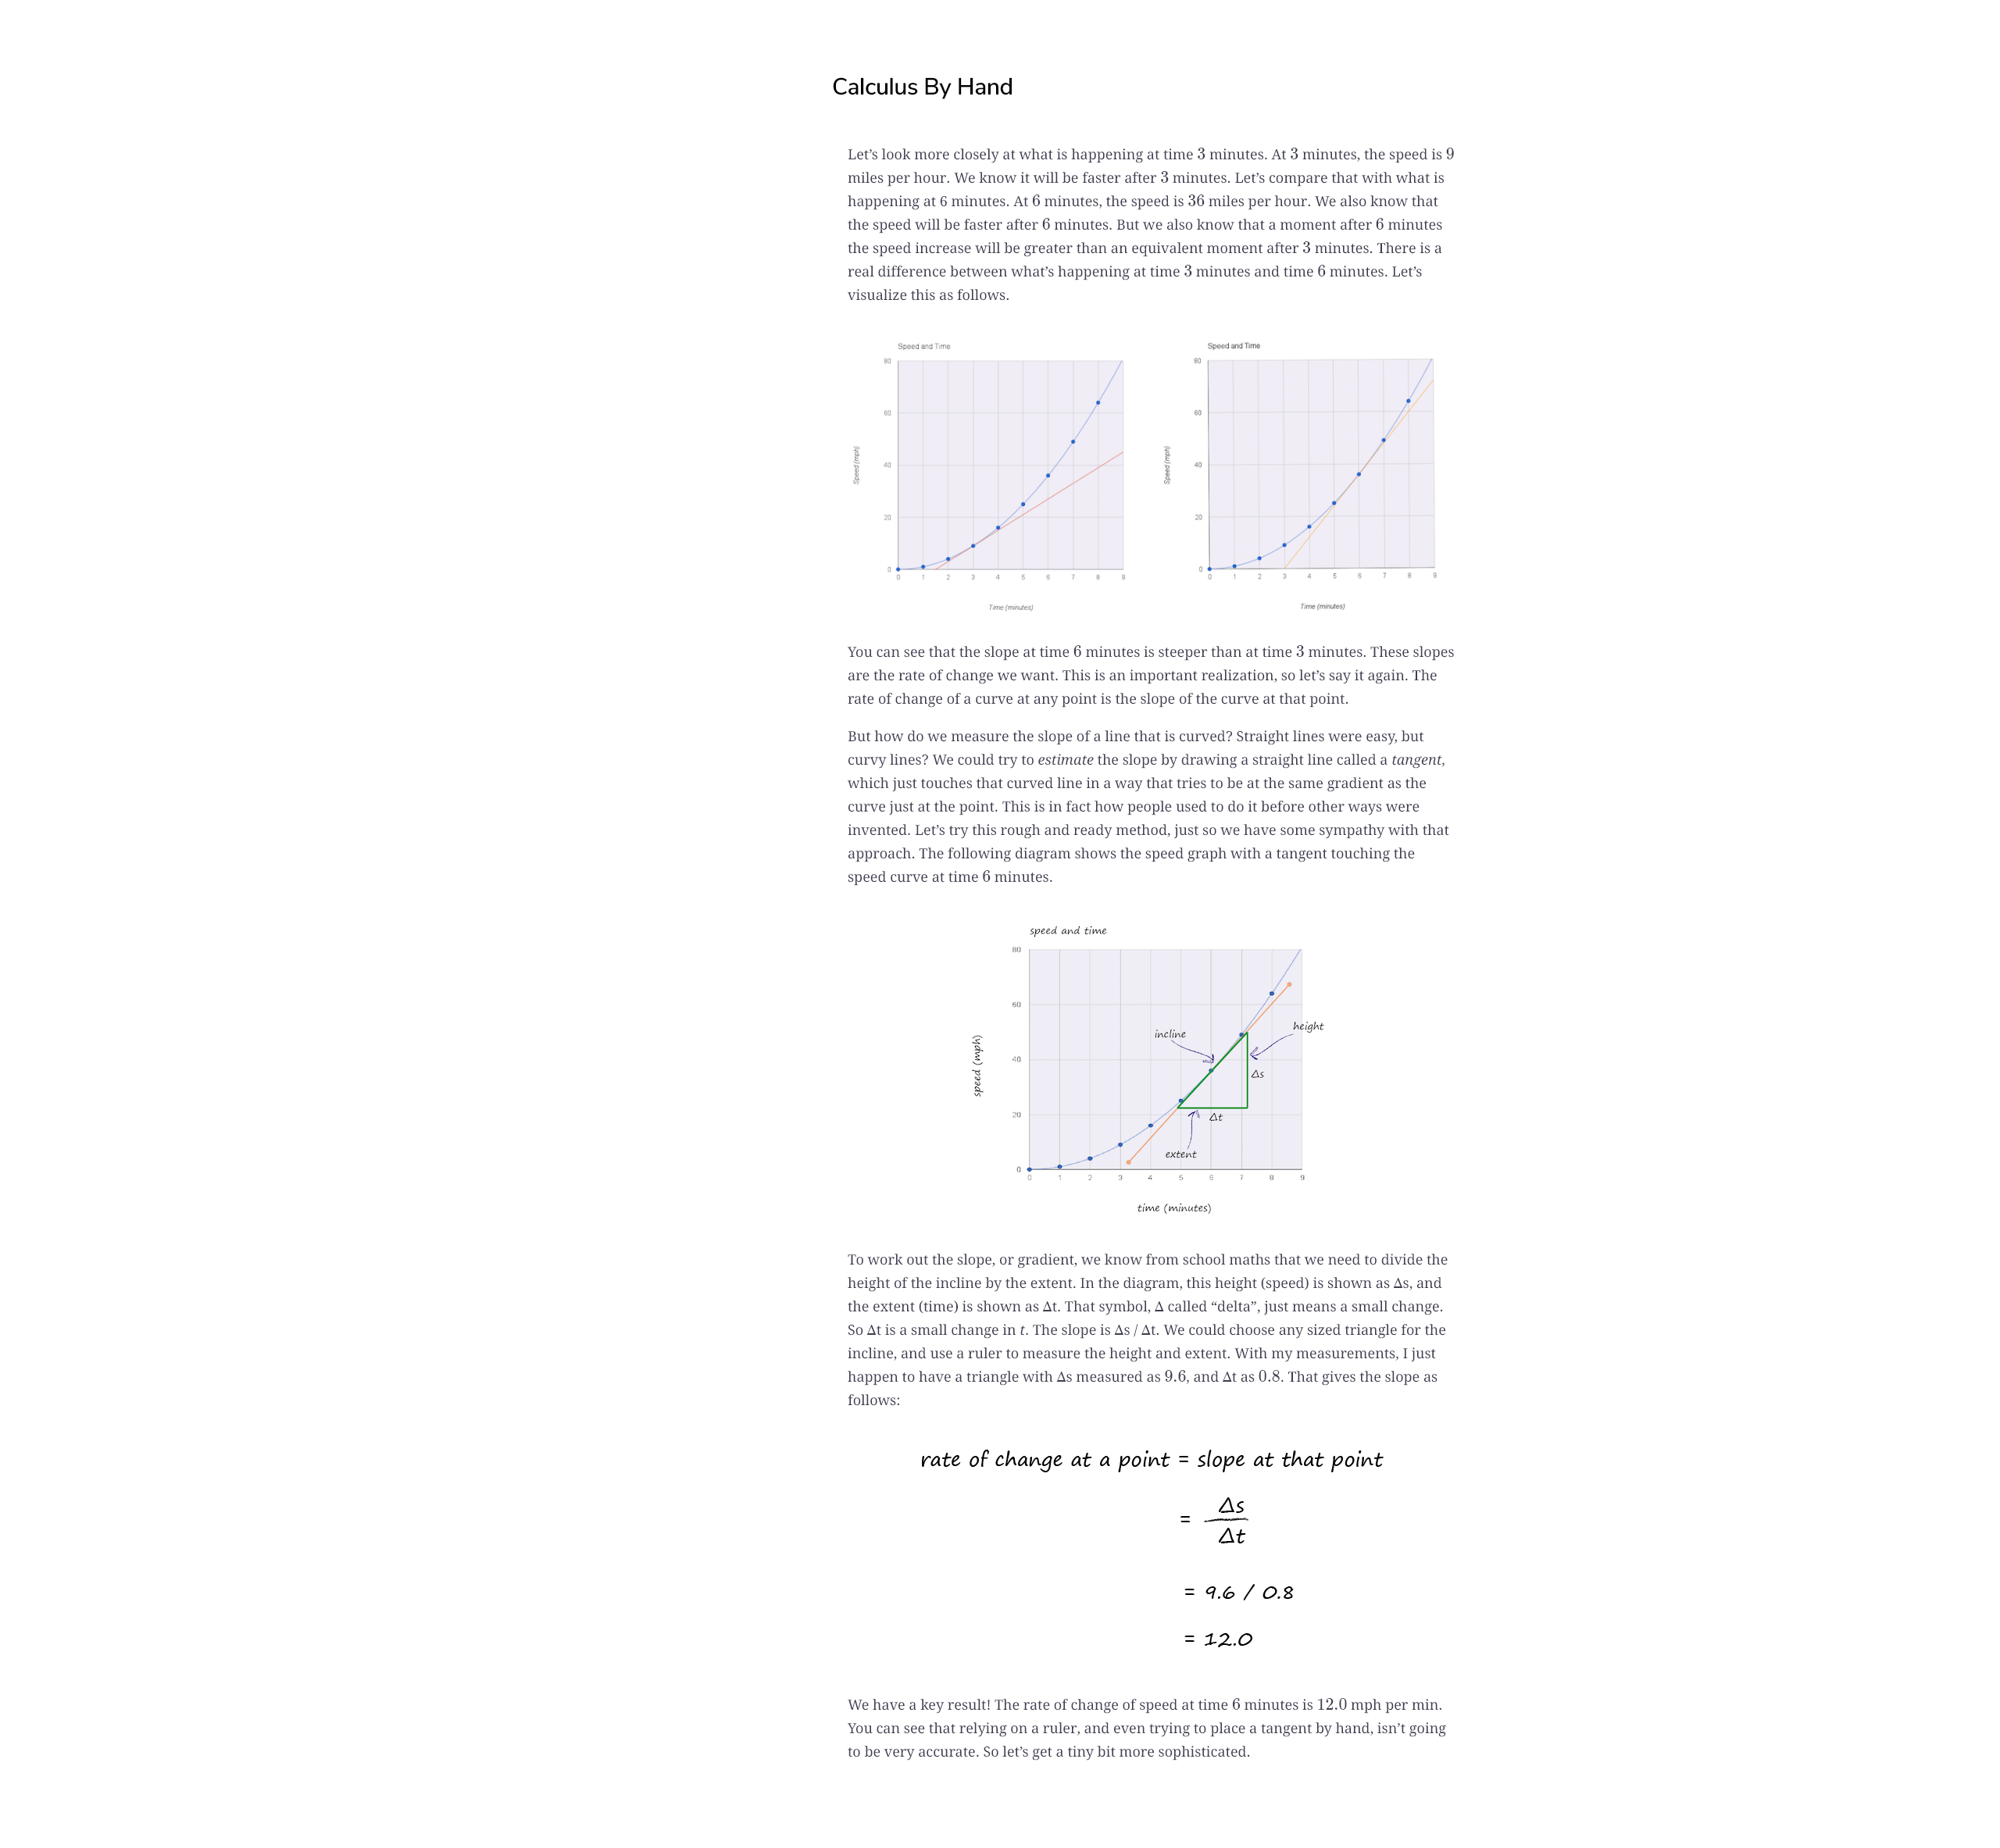 Calculus By Hand
Let’s look more closely at what is happening at time 3 minutes. At 3 minutes, the speed is 9
miles per hour. We know it will be faster after 3 minutes. Let’s compare that with what is
happening at 6 minutes. At 6 minutes, the speed is 36 miles per hour. We also know that
the speed will be faster after 6 minutes. But we also know that a moment after 6 minutes
the speed increase will be greater than an equivalent moment after 3 minutes. There is a
real difference between what’s happening at time 3 minutes and time 6 minutes. Let’s
visualize this as follows.
Speed and Time
80
60
40
20
0
Speed (mph)
0 1 2 3 4 5 6 7 8 9
Time (minutes)
Speed and Time
80
60
40
20
0
Speed (mph)
0 1 2 3 4 5 6 7 8 9
Time (minutes)
You can see that the slope at time 6 minutes is steeper than at time 3 minutes. These slopes
are the rate of change we want. This is an important realization, so let’s say it again. The
rate of change of a curve at any point is the slope of the curve at that point.
But how do we measure the slope of a line that is curved? Straight lines were easy, but
curvy lines? We could try to estimate the slope by drawing a straight line called a tangent,
which just touches that curved line in a way that tries to be at the same gradient as the
curve just at the point. This is in fact how people used to do it before other ways were
invented. Let’s try this rough and ready method, just so we have some sympathy with that
approach. The following diagram shows the speed graph with a tangent touching the
speed curve at time 6 minutes.
speed and time
80
60
40
20
0
speed (mph)
incline
height
Δs
Δt
extent
0 1 2 3 4 5 6 7 8 9
time (minutes)
To work out the slope, or gradient, we know from school maths that we need to divide the
height of the incline by the extent. In the diagram, this height (speed) is shown as Δs, and
the extent (time) is shown as Δt. That symbol, Δ called “delta”, just means a small change.
So Δt is a small change in t. The slope is Δs / Δt. We could choose any sized triangle for the
incline, and use a ruler to measure the height and extent. With my measurements, I just
happen to have a triangle with Δs measured as 9.6, and Δt as 0.8. That gives the slope as
follows:
rate of change at a point = slope at that point
= Δs
Δt
= 9.6 / 0.8
= 12.0
We have a key result! The rate of change of speed at time 6 minutes is 12.0 mph per min.
You can see that relying on a ruler, and even trying to place a tangent by hand, isn’t going
to be very accurate. So let’s get a tiny bit more sophisticated.